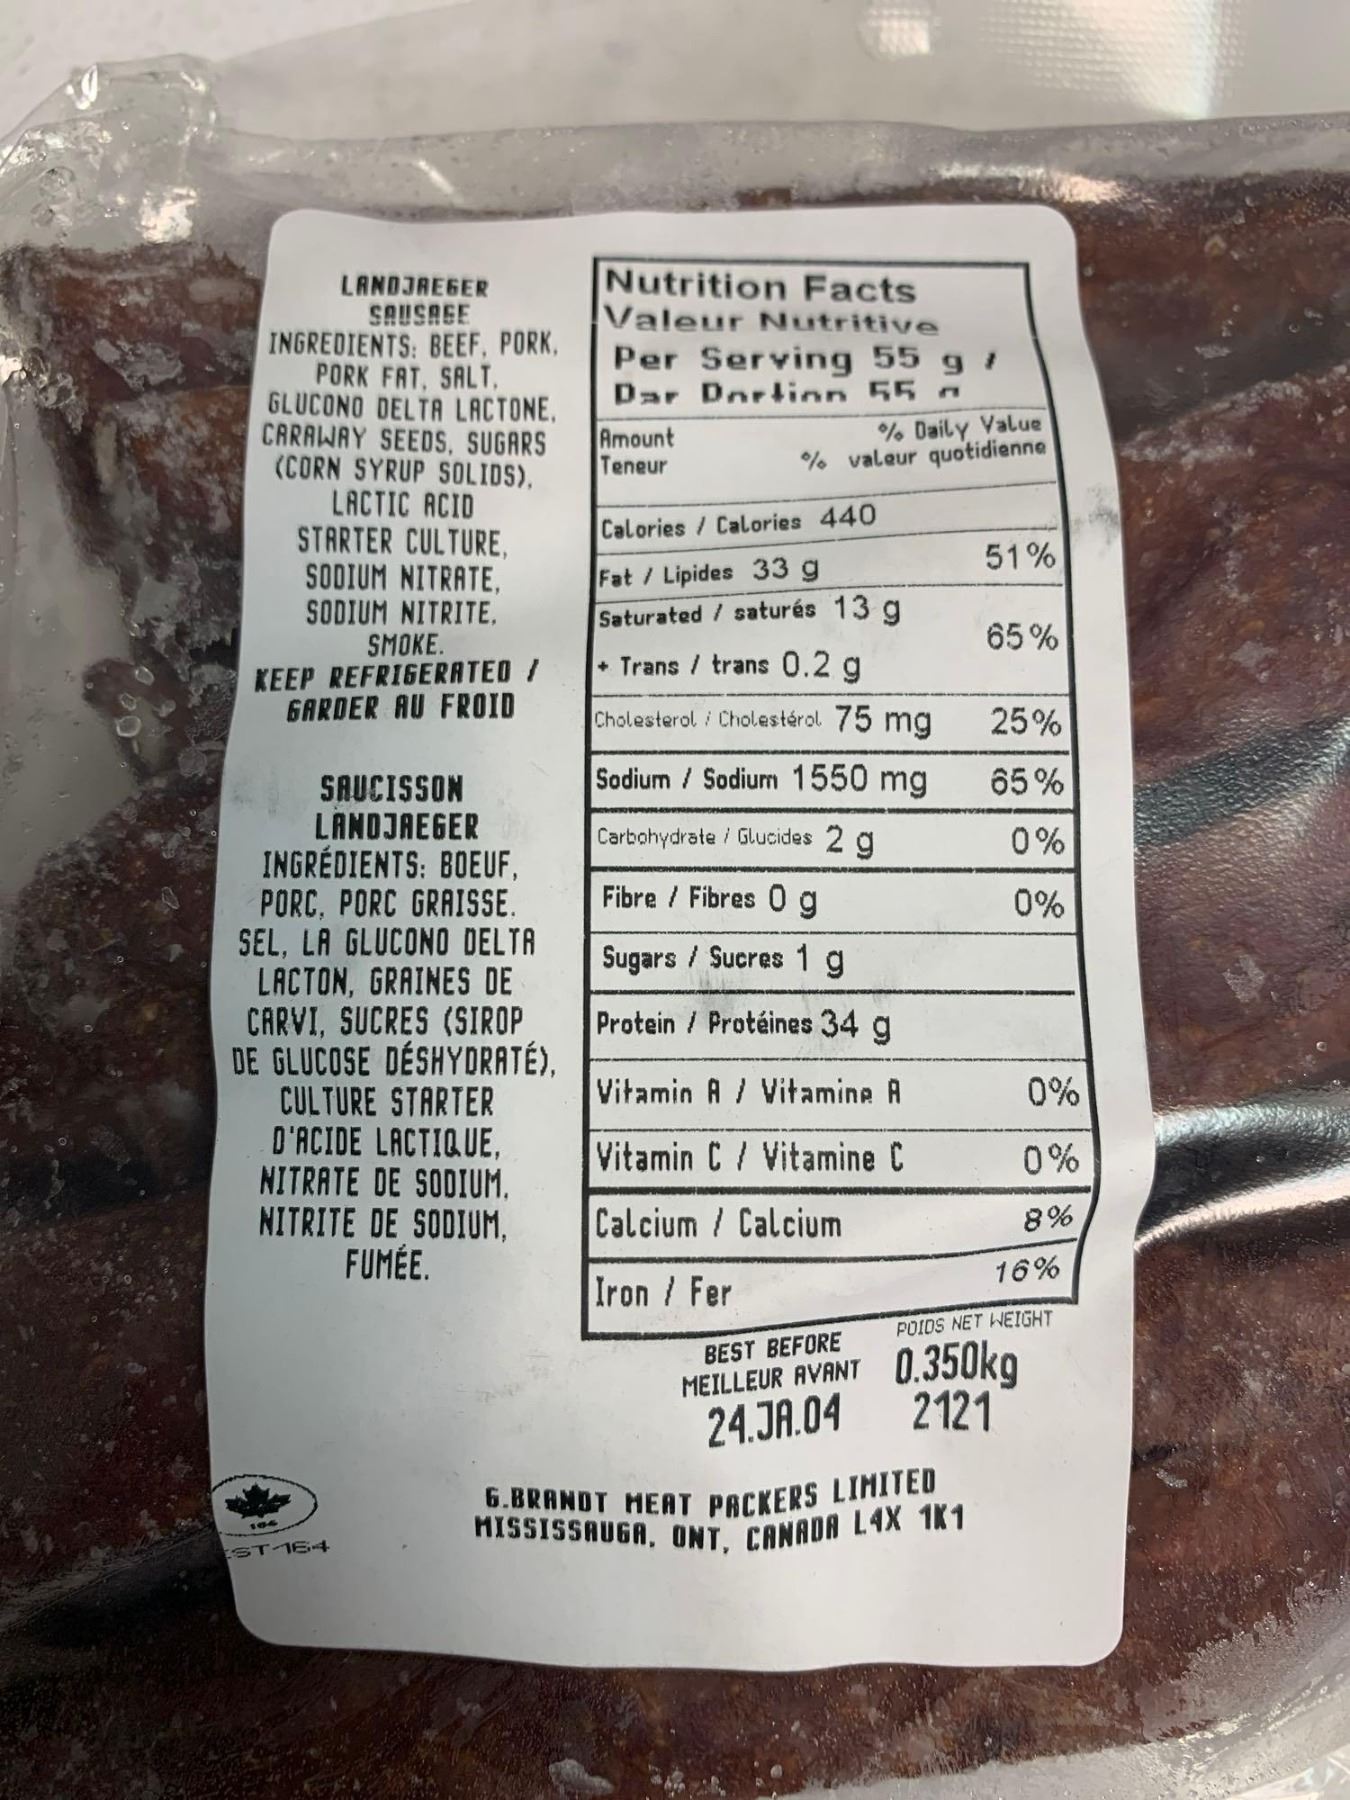 LANDJAEGER
SAUSAGE
INGREDIENTS: BEEF, PORK,
PORK FAT, SALT,
GLUCONO DELTA LACTONE,
CARAWAY SEEDS, SUGARS
(CORN SYRUP SOLIDS),
LACTIC ACID
STARTER CULTURE,
SODIUM NITRATE,
SODIUM NITRITE,
SMOKE.
KEEP REFRIGERATED /
GARDER AU FROID
SAUCISSON
LANDJAEGER
INGRÉDIENTS: BOEUF,
PORC, PORC GRAISSE.
SEL, LA GLUCONO DELTA
LACTON, GRAINES DE
CARVI, SUCRES (SIROP
DE GLUCOSE DÉSHYDRATÉ),
CULTURE STARTER
D'ACIDE LACTIQUE,
NITRATE DE SODIUM,
NITRITE DE SODIUM,
FUMÉE.
Nutrition Facts
Valeur Nutritive
Per Serving 55 g /
Par Portion 55 g
Amount % Daily Value
Teneur % valeur quotidienne
Calories / Calories 440
Fat / Lipides 33 g 51%
Saturated / saturés 13 g
+ Trans / trans 0.2 g 65%
Cholesterol / Cholestérol 75 mg 25%
Sodium / Sodium 1550 mg 65%
Carbohydrate / Glucides 2 g 0%
Fibre / Fibres 0 g 0%
Sugars / Sucres 1 g
Protein / Protéines 34 g
Vitamin A / Vitamine A 0%
Vitamin C / Vitamine C 0%
Calcium / Calcium 8%
Iron / Fer 16%
BEST BEFORE
MEILLEUR AVANT
24.JA.04
POIDS NET WEIGHT
0.350kg
2121
G.BRANDT MEAT PACKERS LIMITED
MISSISSAUGA, ONT, CANADA L4X 1K1
164
EST 164